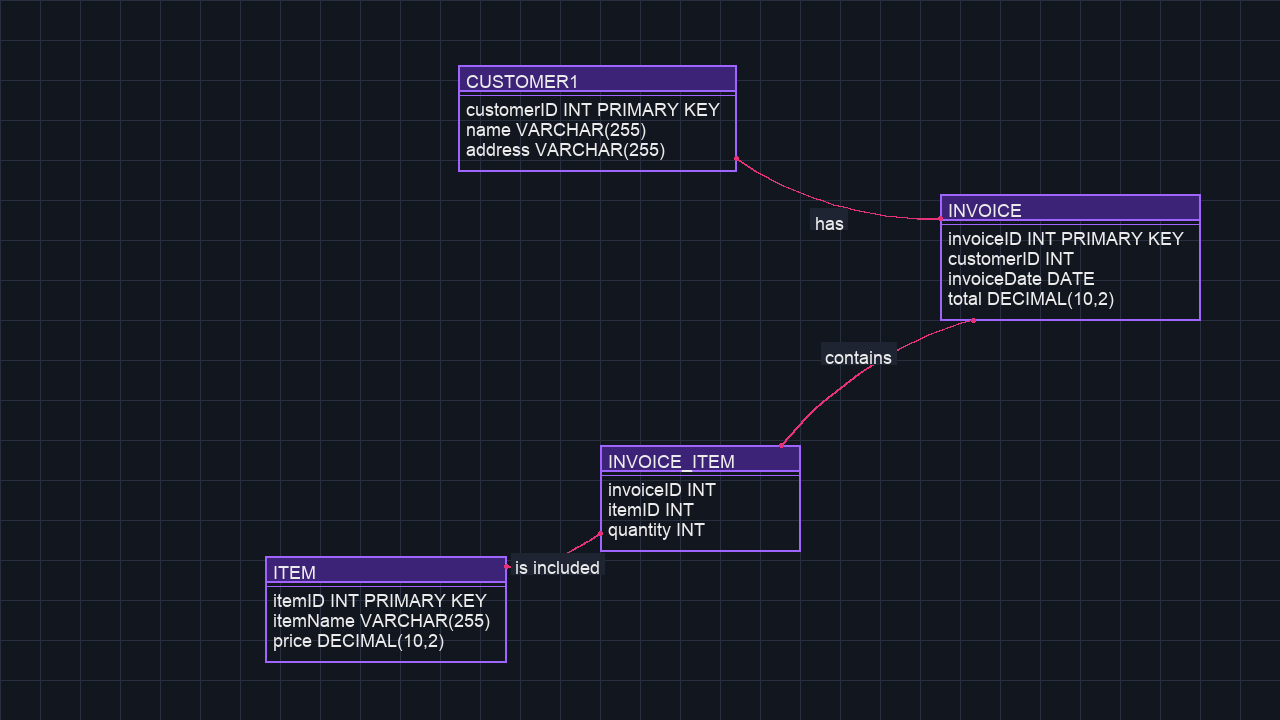 CUSTOMER1
customerID INT PRIMARY KEY
name VARCHAR(255)
address VARCHAR(255)
has
INVOICE
invoiceID INT PRIMARY KEY
customerID INT
invoiceDate DATE
total DECIMAL(10,2)
contains
INVOICE_ITEM
invoiceID INT
itemID INT
quantity INT
is included
ITEM
itemID INT PRIMARY KEY
itemName VARCHAR(255)
price DECIMAL(10,2)